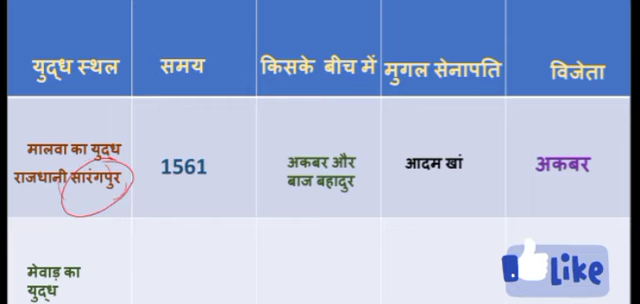 युद्ध स्थल समय किसके बीच में मुगल सेनापति विजेता
मालवा का युद्ध
राजधानी सारंगपुर
1561
अकबर और
बाज बहादुर
आदम खां
अकबर
मेवाड़ का
युद्ध
Like